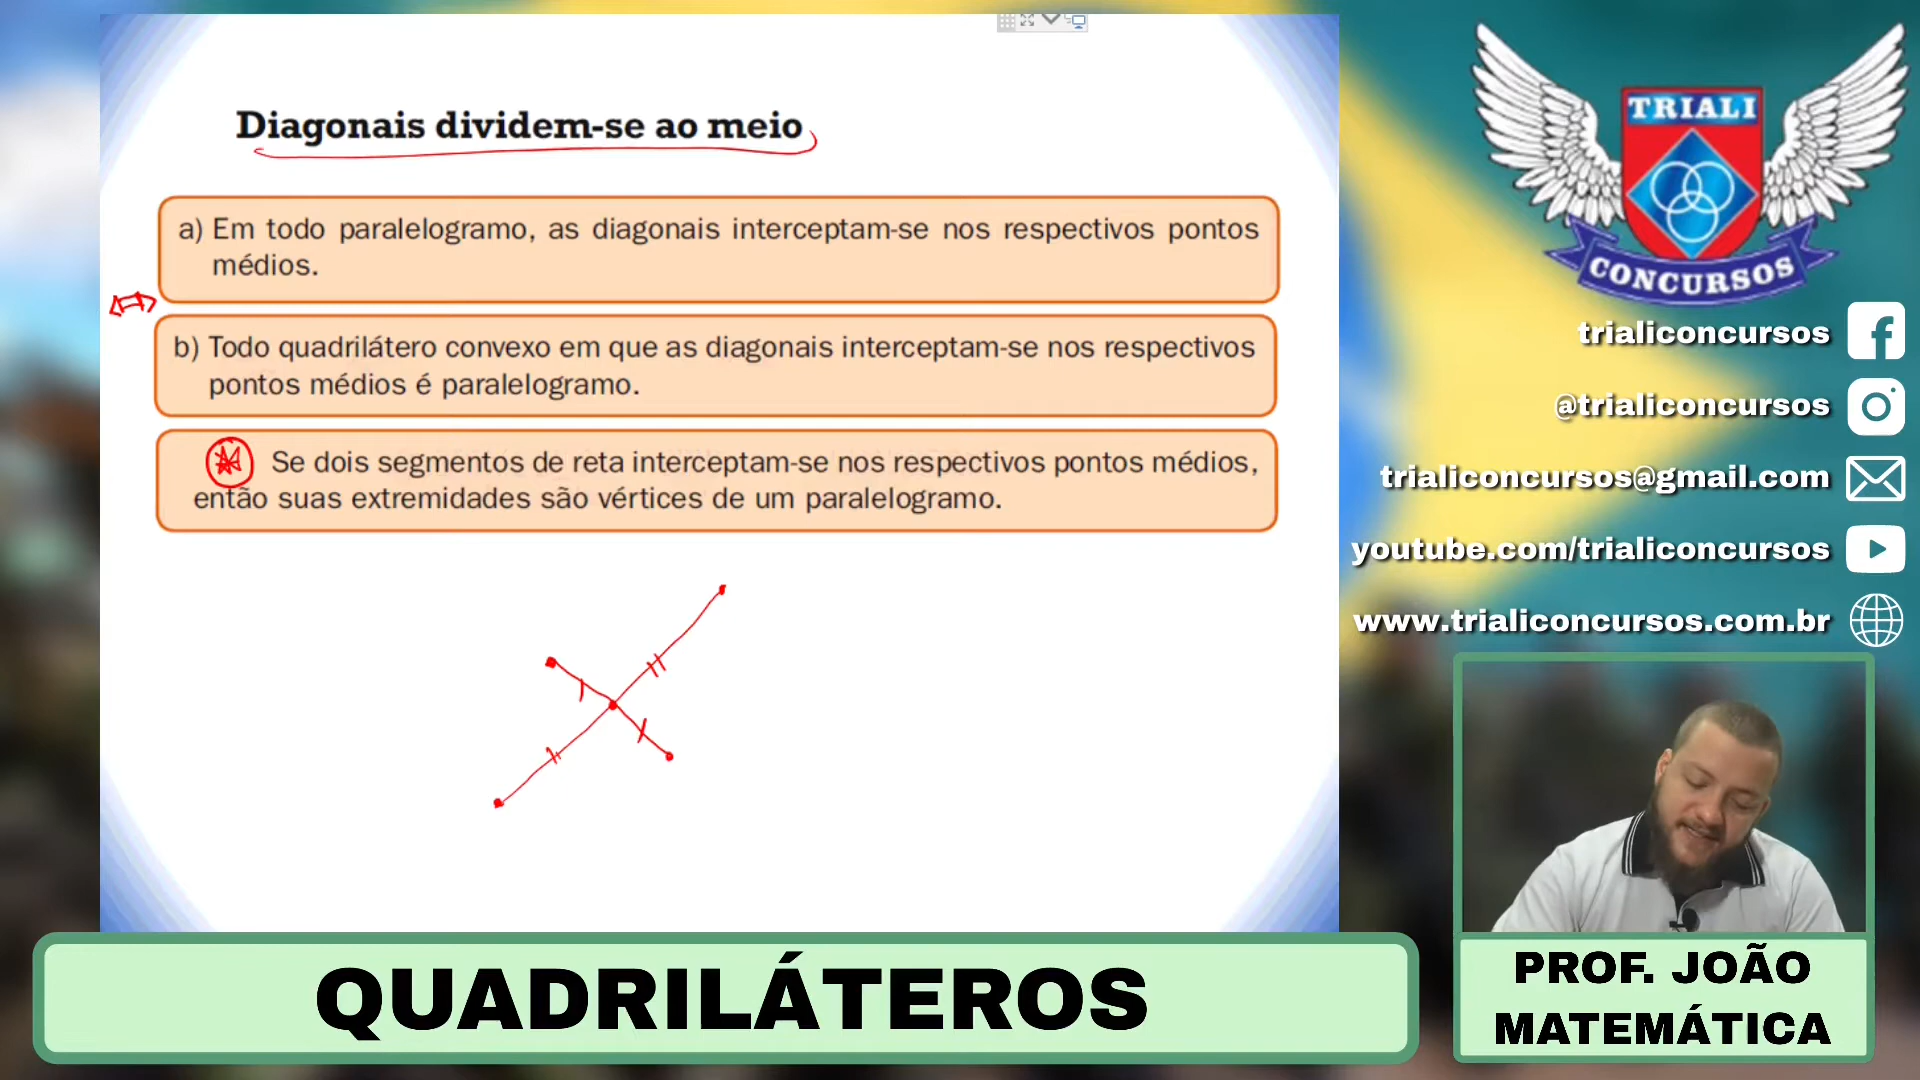 Diagonais dividem-se ao meio
a) Em todo paralelogramo, as diagonais interceptam-se nos respectivos pontos
médios.
b) Todo quadrilátero convexo em que as diagonais interceptam-se nos respectivos
pontos médios é paralelogramo.
Se dois segmentos de reta interceptam-se nos respectivos pontos médios,
então suas extremidades são vértices de um paralelogramo.
TRIALI
CONCURSOS
trialiconcursos
@trialiconcursos
trialiconcursos@gmail.com
youtube.com/trialiconcursos
www.trialiconcursos.com.br
QUADRILÁTEROS
PROF. JOÃO
MATEMÁTICA